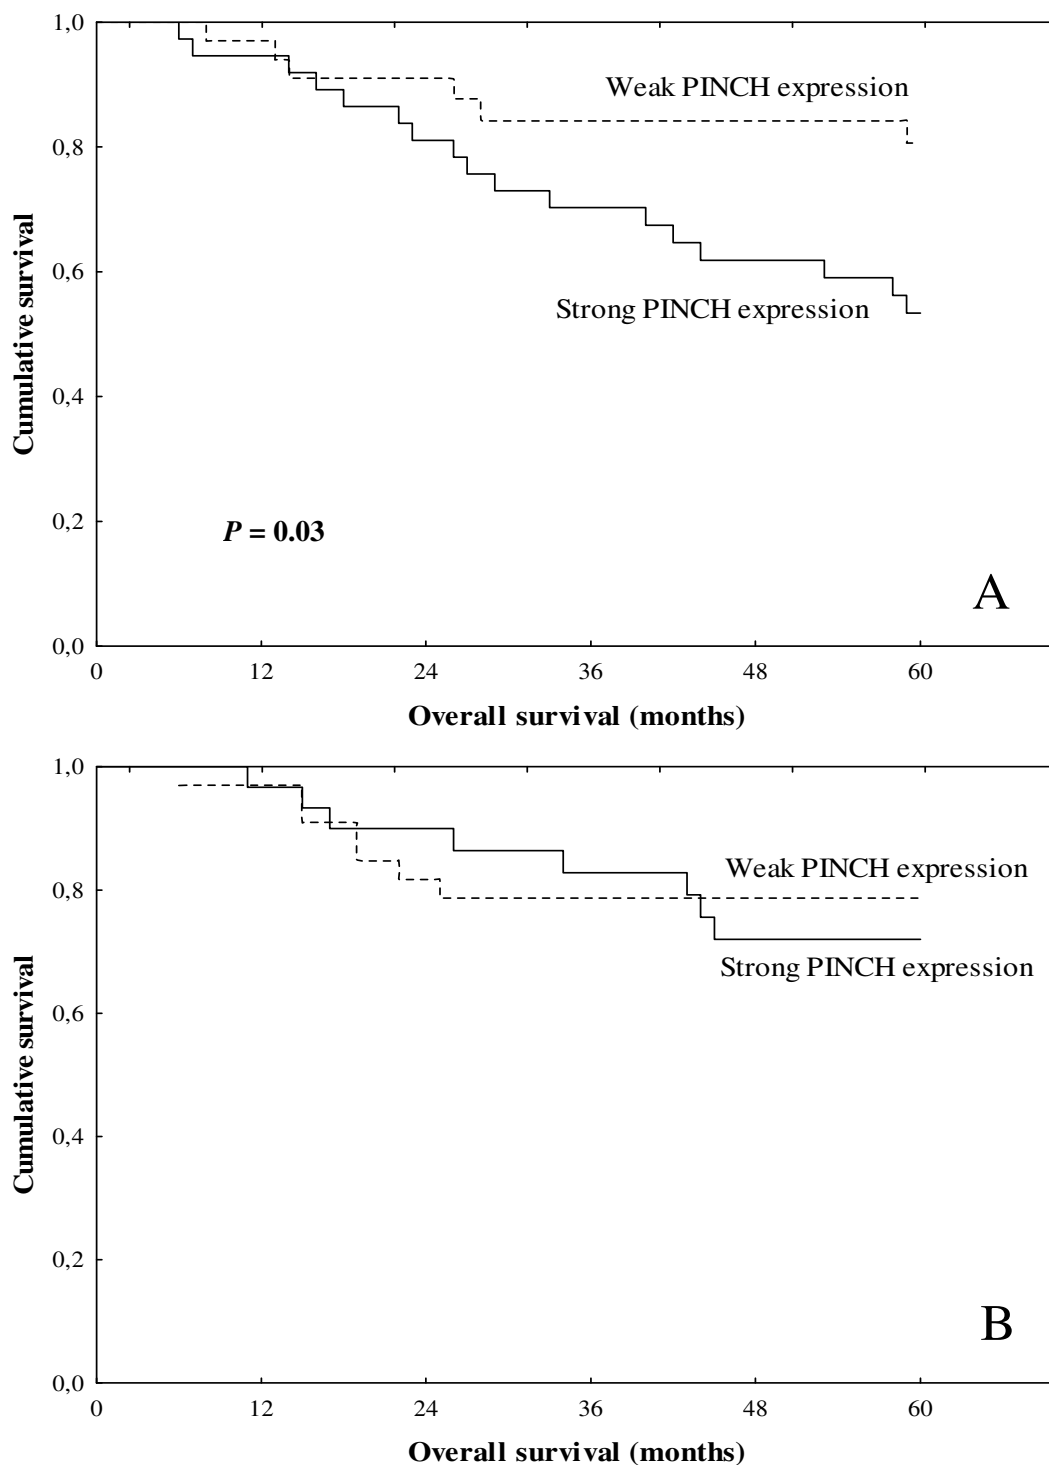 1,0
Weak PINCH expression
0,8
0,6
Strong PINCH expression
0,4
0,2
P = 0.03
A
0,0
0 12 24 36 48 60
Cumulative survival
Overall survival (months)
1,0
Weak PINCH expression
0,8
Strong PINCH expression
0,6
0,4
0,2
B
0,0
0 12 24 36 48 60
Cumulative survival
Overall survival (months)